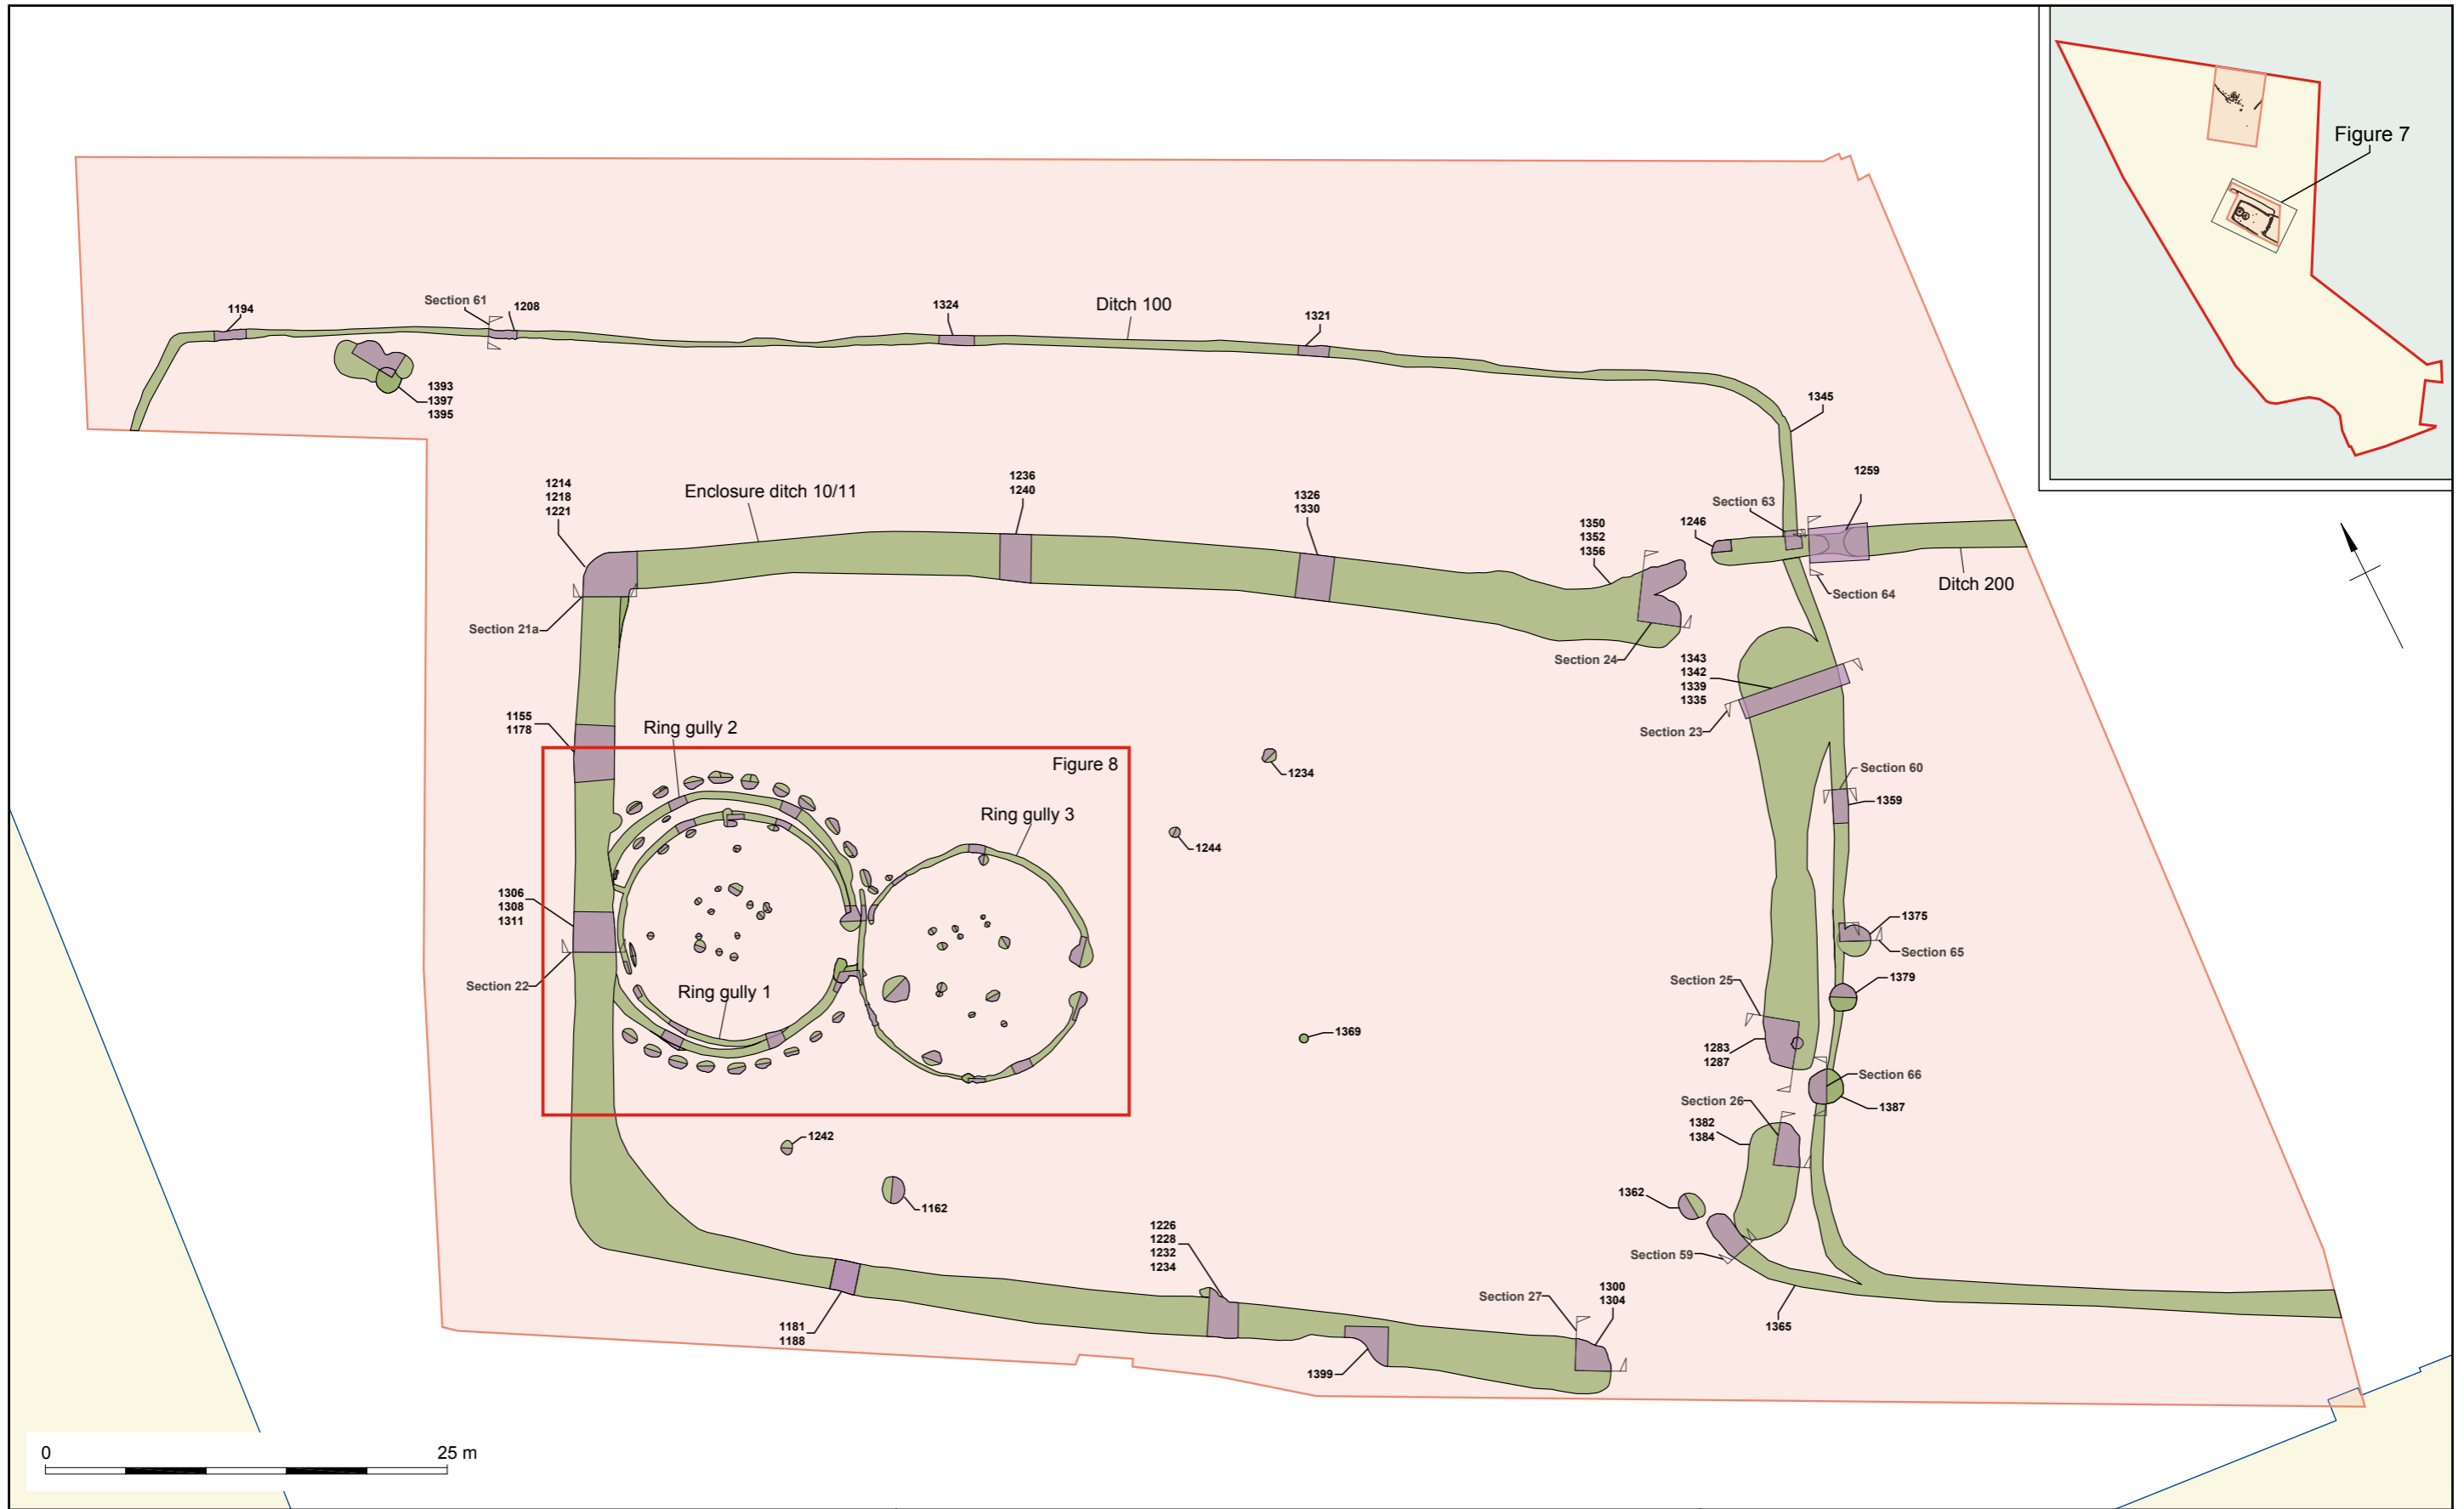 Figure 7
Section 61
1208
1194
1324
Ditch 100
1321
1393
1397
1395
1345
1259
1214
1218
1221
Enclosure ditch 10/11
1236
1240
1326
1330
1350
1352
1356
Section 63
1246
Section 64
Ditch 200
Section 21a
Section 24
1343
1342
1339
1335
Section 23
1155
1178
Ring gully 2
Figure 8
1234
Section 60
1359
Ring gully 3
1244
1306
1308
1311
1375
Section 65
Section 22
Ring gully 1
Section 25
1379
1369
1283
1287
Section 66
1387
Section 26
1382
1384
1242
1162
1362
1226
1228
1232
1234
Section 59
Section 27
1300
1304
1365
1181
1188
1399
0
25 m